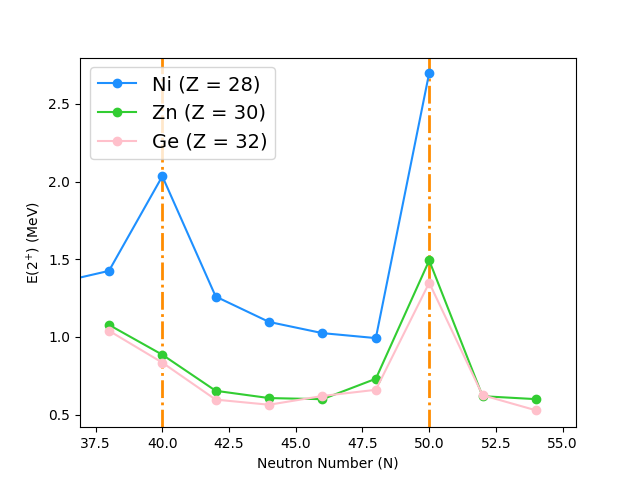 Ni (Z = 28)
Zn (Z = 30)
Ge (Z = 32)
E(2⁺) (MeV)
2.5
2.0
1.5
1.0
0.5
37.5 40.0 42.5 45.0 47.5 50.0 52.5 55.0
Neutron Number (N)